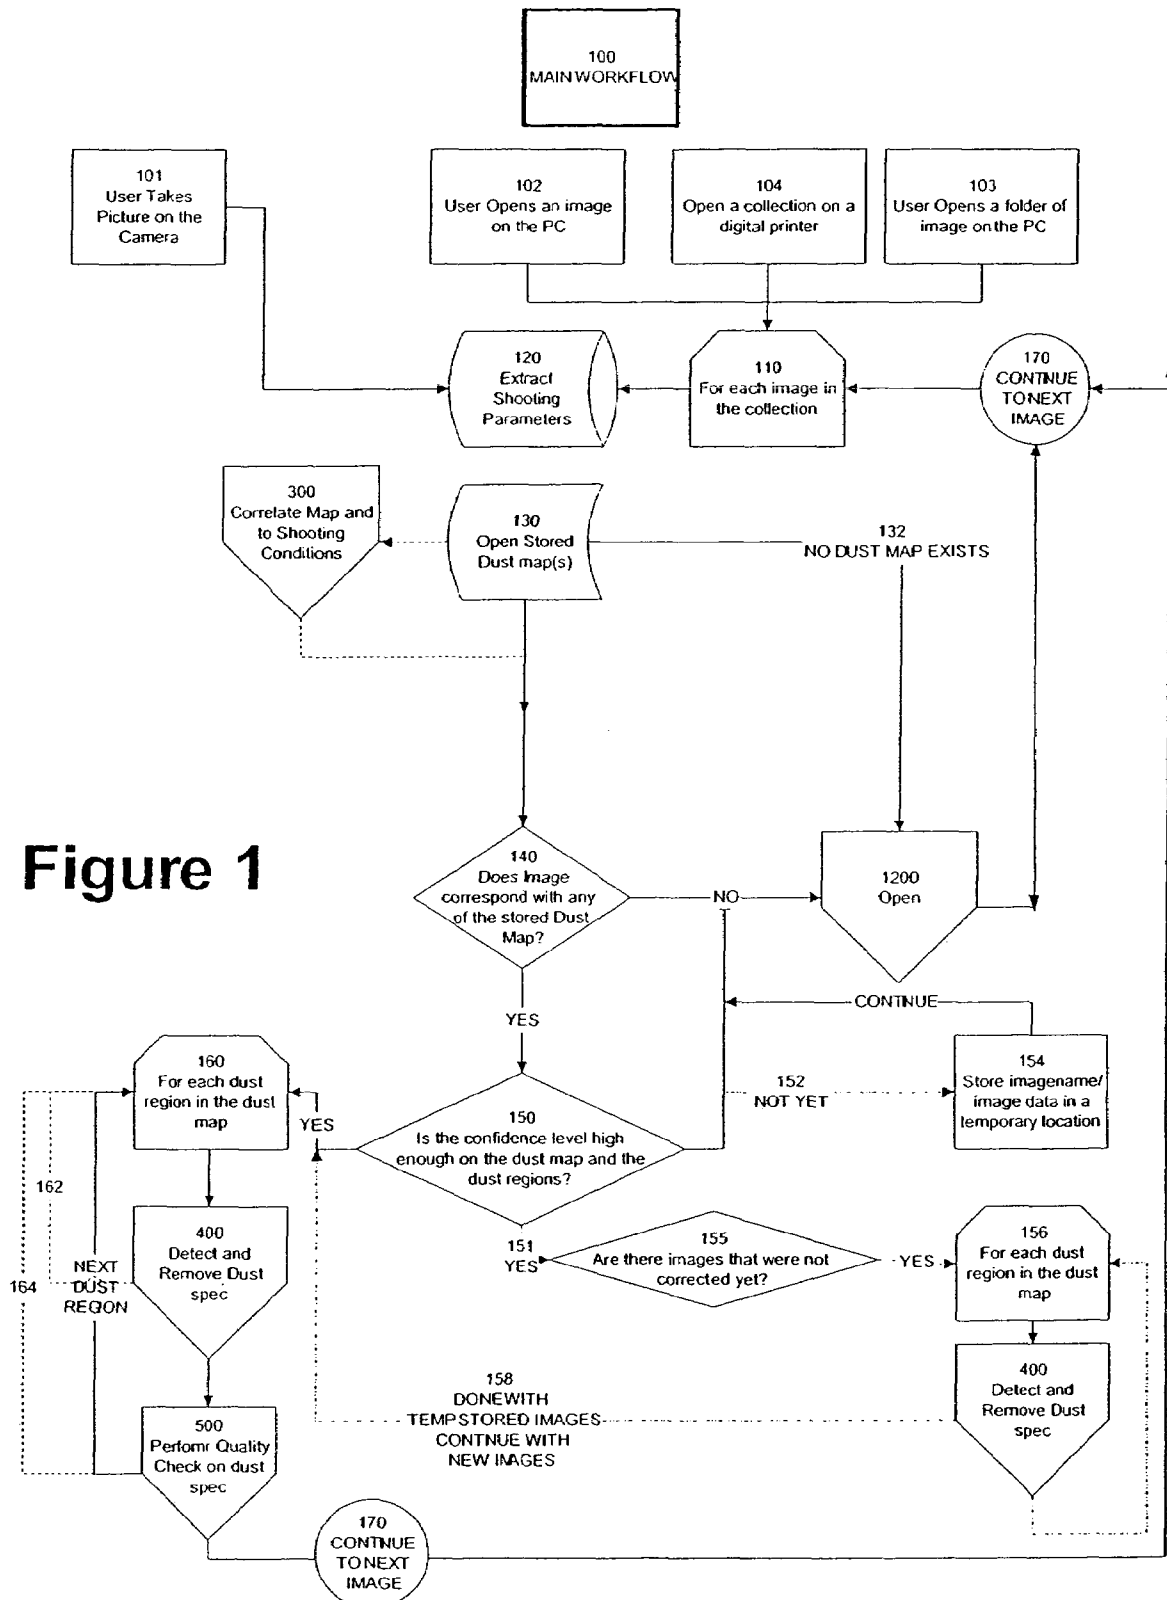 100
MAIN WORKFLOW
101
User Takes
Picture on the
Camera
102
User Opens an image
on the PC
104
Open a collection on a
digital printer
103
User Opens a folder of
image on the PC
120
Extract
Shooting
Parameters
110
For each image in
the collection
170
CONTINUE
TO NEXT
IMAGE
300
Correlate Map and
to Shooting
Conditions
130
Open Stored
Dust map(s)
132
NO DUST MAP EXISTS
Figure 1
140
Does Image
correspond with any
of the stored Dust
Map?
NO
1200
Open
YES
CONTINUE
160
For each dust
region in the dust
map
YES
150
Is the confidence level high
enough on the dust map and the
dust regions?
152
NOT YET
154
Store imagename/
image data in a
temporary location
162
164
NEXT
DUST
REGION
400
Detect and
Remove Dust
spec
151
YES
155
Are there images that were not
corrected yet?
YES
156
For each dust
region in the dust
map
158
DONEWITH
TEMPSTORED IMAGES
CONTINUE WITH
NEW IMAGES
400
Detect and
Remove Dust
spec
500
Perfomr Quality
Check on dust
spec
170
CONTINUE
TO NEXT
IMAGE